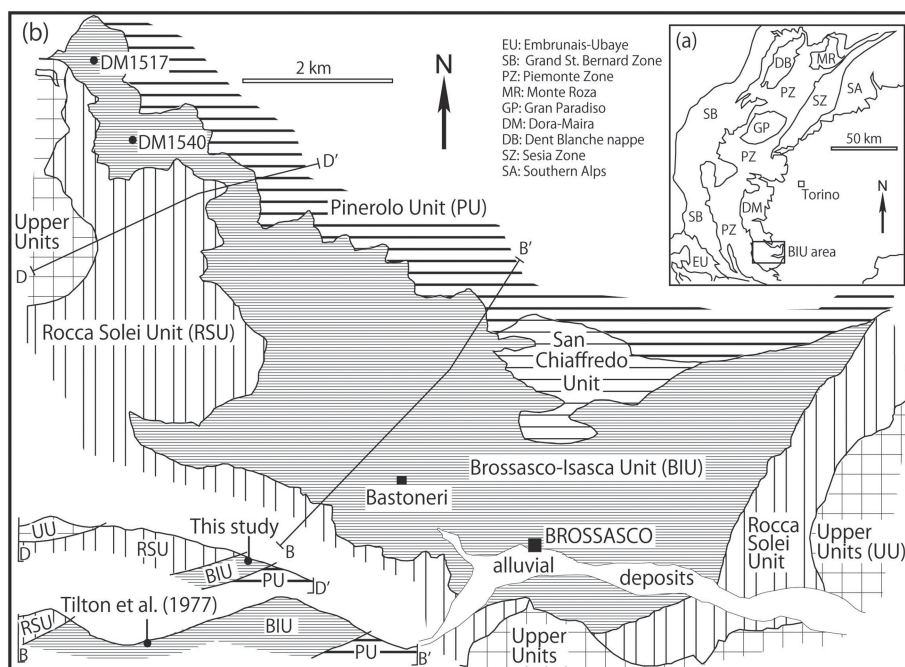 (b)
DM1517
DM1540
2 km
N
EU: Embrunais-Ubaye
SB: Grand St. Bernard Zone
PZ: Piemonte Zone
MR: Monte Roza
GP: Gran Paradiso
DM: Dora-Maira
DB: Dent Blanche nappe
SZ: Sesia Zone
SA: Southern Alps
(a)
DB
MR
PZ
SZ
SA
SB
GP
50 km
PZ
Torino
N
DM
SB
PZ
EU
BIU area
D'
Pinerolo Unit (PU)
Upper
Units
D
B'
Rocca Solei Unit (RSU)
San
Chiaffredo
Unit
Brossasco-Isasca Unit (BIU)
Bastoneri
BROSSASCO
alluvial
deposits
Rocca
Solei
Unit
Upper
Units (UU)
Upper
Units
B
This study
UU
D
RSU
BIU
PU
D'
Tilton et al. (1977)
RSU
B
BIU
PU
B'